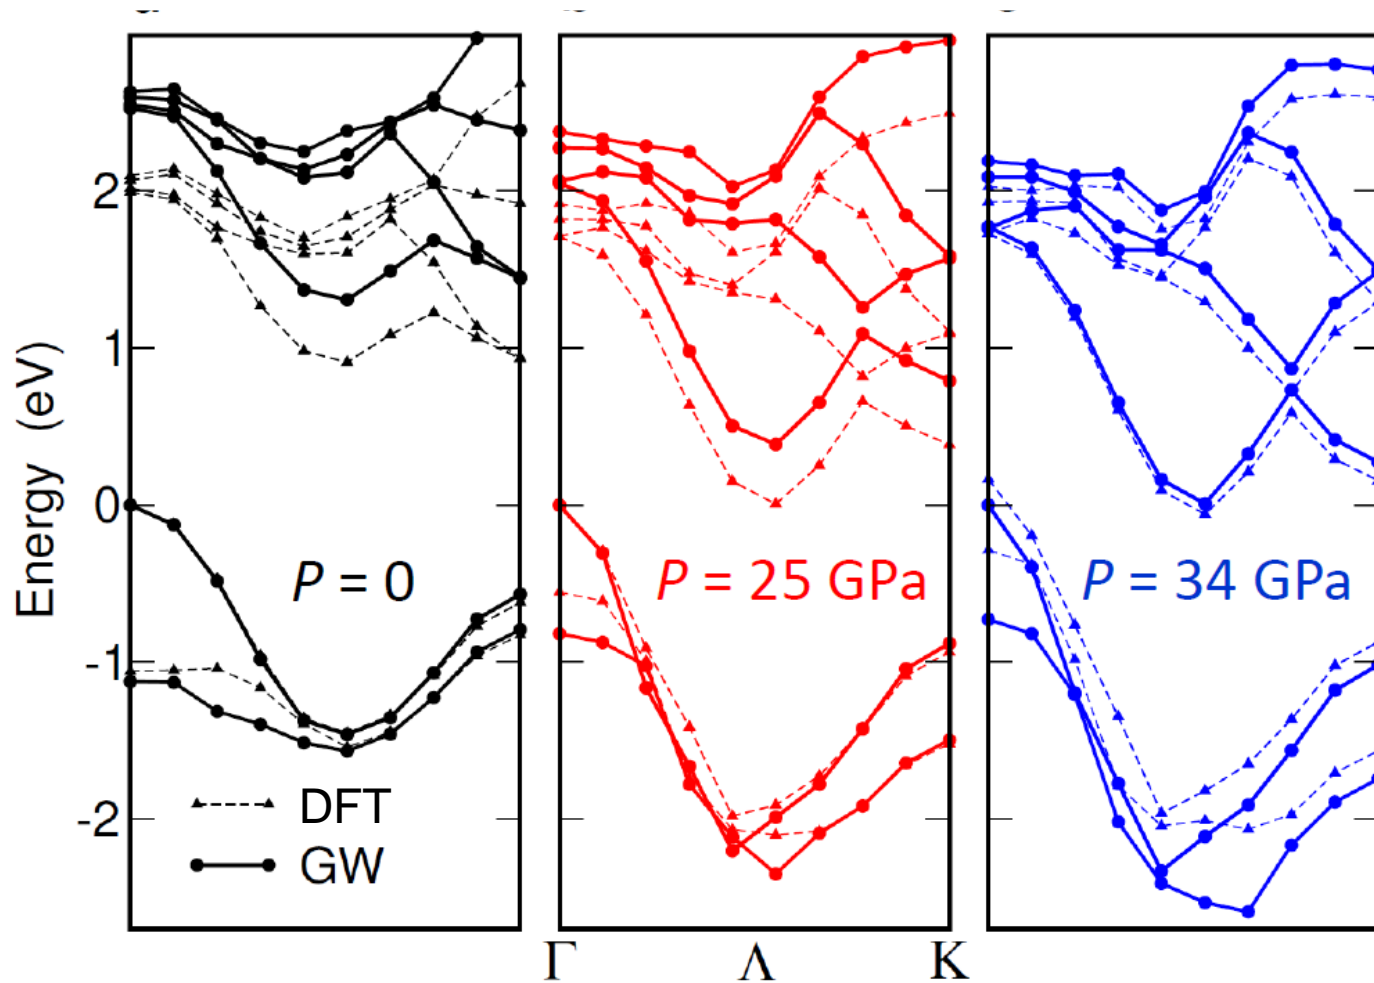 Energy (eV)
2
1
0
-1
-2
P = 0
P = 25 GPa
P = 34 GPa
DFT
GW
Γ Λ K